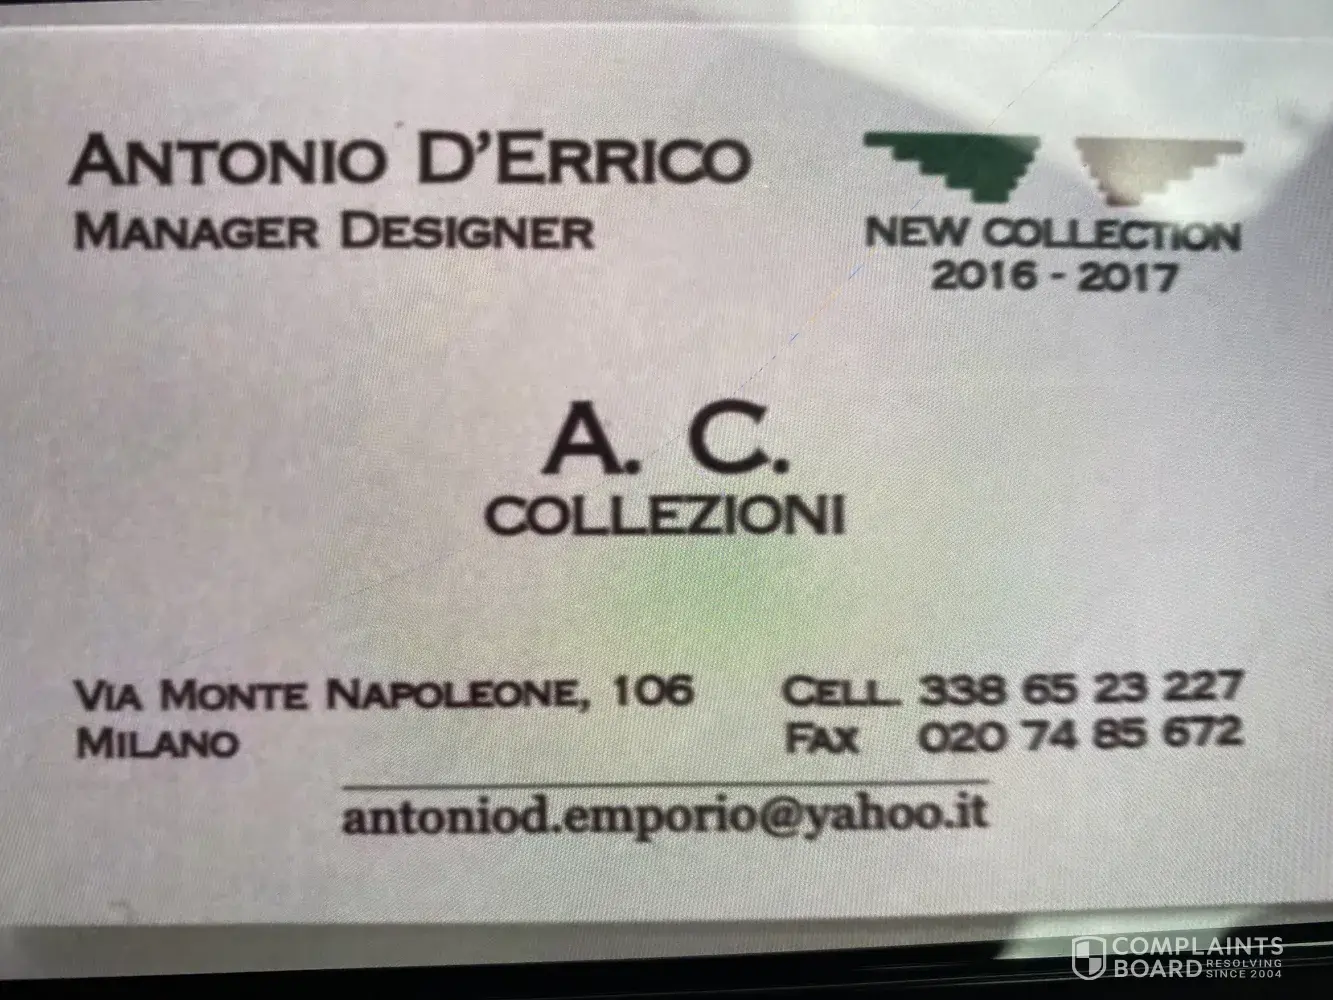 ANTONIO D'ERRICO
MANAGER DESIGNER
NEW COLLECTION
2016 - 2017
A. C.
COLLEZIONI
VIA MONTE NAPOLEONE, 106
MILANO
CELL. 338 65 23 227
FAX 020 74 85 672
antoniod.emporio@yahoo.it
COMPLAINTS
BOARD RESOLVING
SINCE 2004